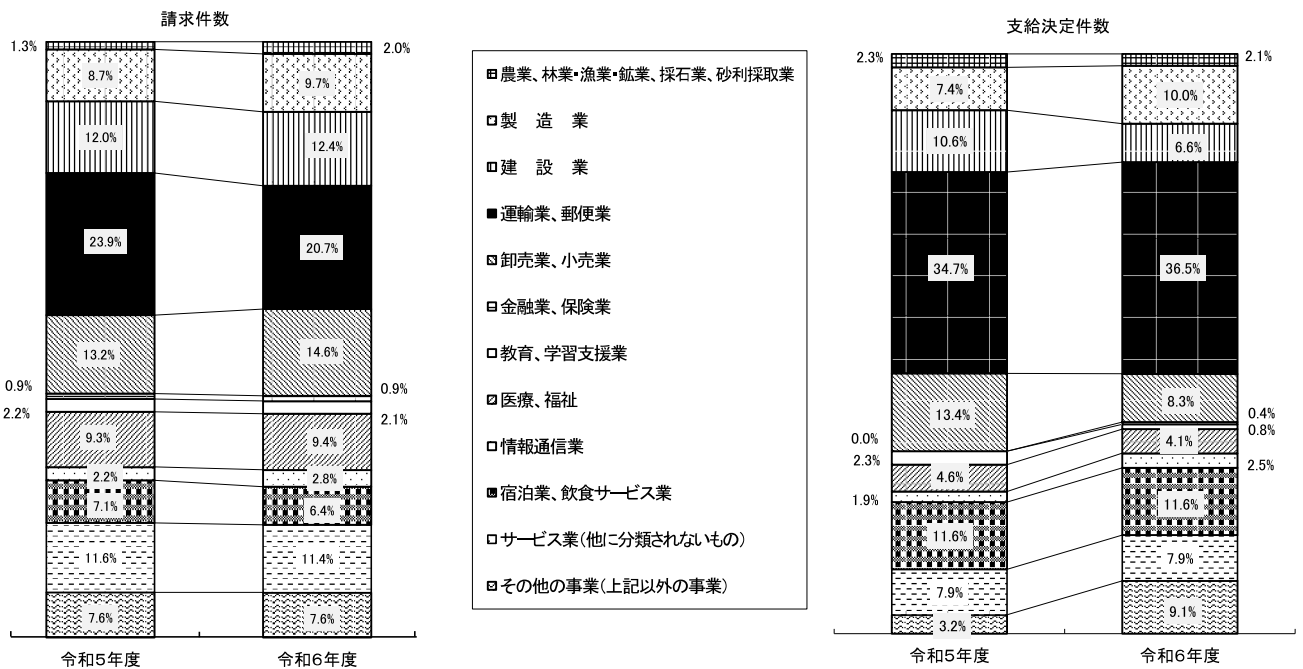 請求件数
1.3%
2.0%
8.7%
9.7%
12.0%
12.4%
23.9%
20.7%
13.2%
14.6%
0.9%
0.9%
2.2%
2.1%
9.3%
9.4%
2.2%
2.8%
7.1%
6.4%
11.6%
11.4%
7.6%
7.6%
令和5年度
令和6年度
農業、林業・漁業・鉱業、採石業、砂利採取業
製 造 業
建 設 業
運輸業、郵便業
卸売業、小売業
金融業、保険業
教育、学習支援業
医療、福祉
情報通信業
宿泊業、飲食サービス業
サービス業(他に分類されないもの)
その他の事業(上記以外の事業)
支給決定件数
2.3%
2.1%
7.4%
10.0%
10.6%
6.6%
34.7%
36.5%
13.4%
8.3%
0.0%
0.4%
2.3%
0.8%
4.6%
4.1%
1.9%
2.5%
11.6%
11.6%
7.9%
7.9%
3.2%
9.1%
令和5年度
令和6年度